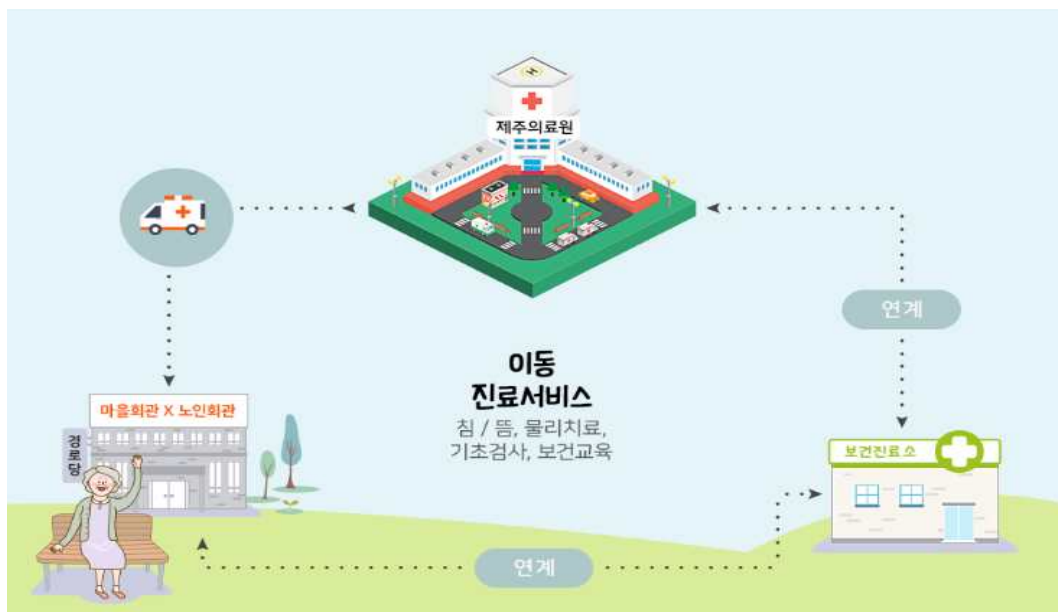 제주의료원
연계
이동
진료서비스
침 / 뜸, 물리치료,
기초검사, 보건교육
마을회관 X 노인회관
경로당
보건진료소
연계